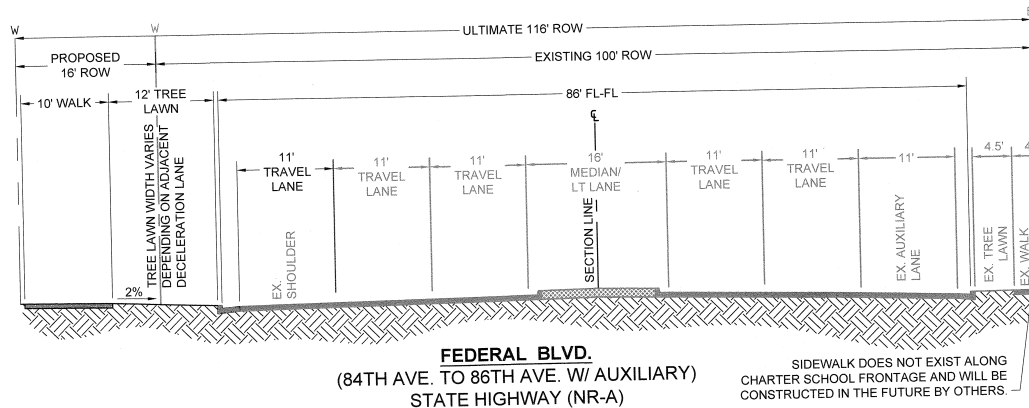 W
W
ULTIMATE 116' ROW
EXISTING 100' ROW
PROPOSED
16' ROW
10' WALK
12' TREE
LAWN
86' FL-FL
℄
11'
TRAVEL
LANE
11'
TRAVEL
LANE
11'
TRAVEL
LANE
16'
MEDIAN/
LT LANE
11'
TRAVEL
LANE
11'
TRAVEL
LANE
11'
4.5'
TREE LAWN WIDTH VARIES
DEPENDING ON ADJACENT
DECELERATION LANE
EX.
SHOULDER
SECTION LINE
EX. AUXILIARY
LANE
EX. TREE
LAWN
EX. WALK
2%
FEDERAL BLVD.
(84TH AVE. TO 86TH AVE. W/ AUXILIARY)
STATE HIGHWAY (NR-A)
SIDEWALK DOES NOT EXIST ALONG
CHARTER SCHOOL FRONTAGE AND WILL BE
CONSTRUCTED IN THE FUTURE BY OTHERS.